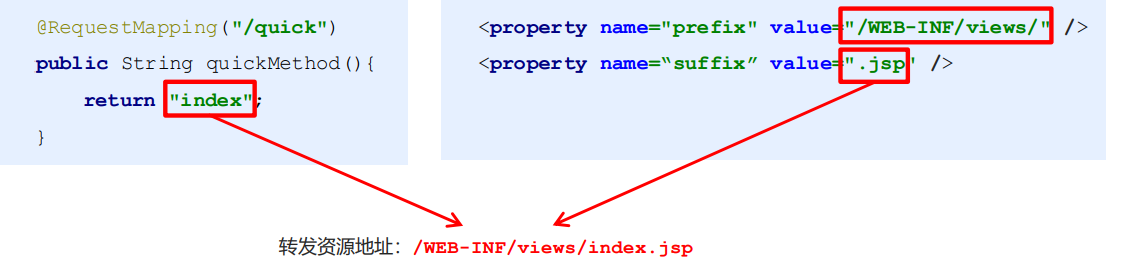 @RequestMapping("/quick")
public String quickMethod(){
return "index";
}
<property name="prefix" value="/WEB-INF/views/" />
<property name=“suffix” value=".jsp" />
转发资源地址：/WEB-INF/views/index.jsp